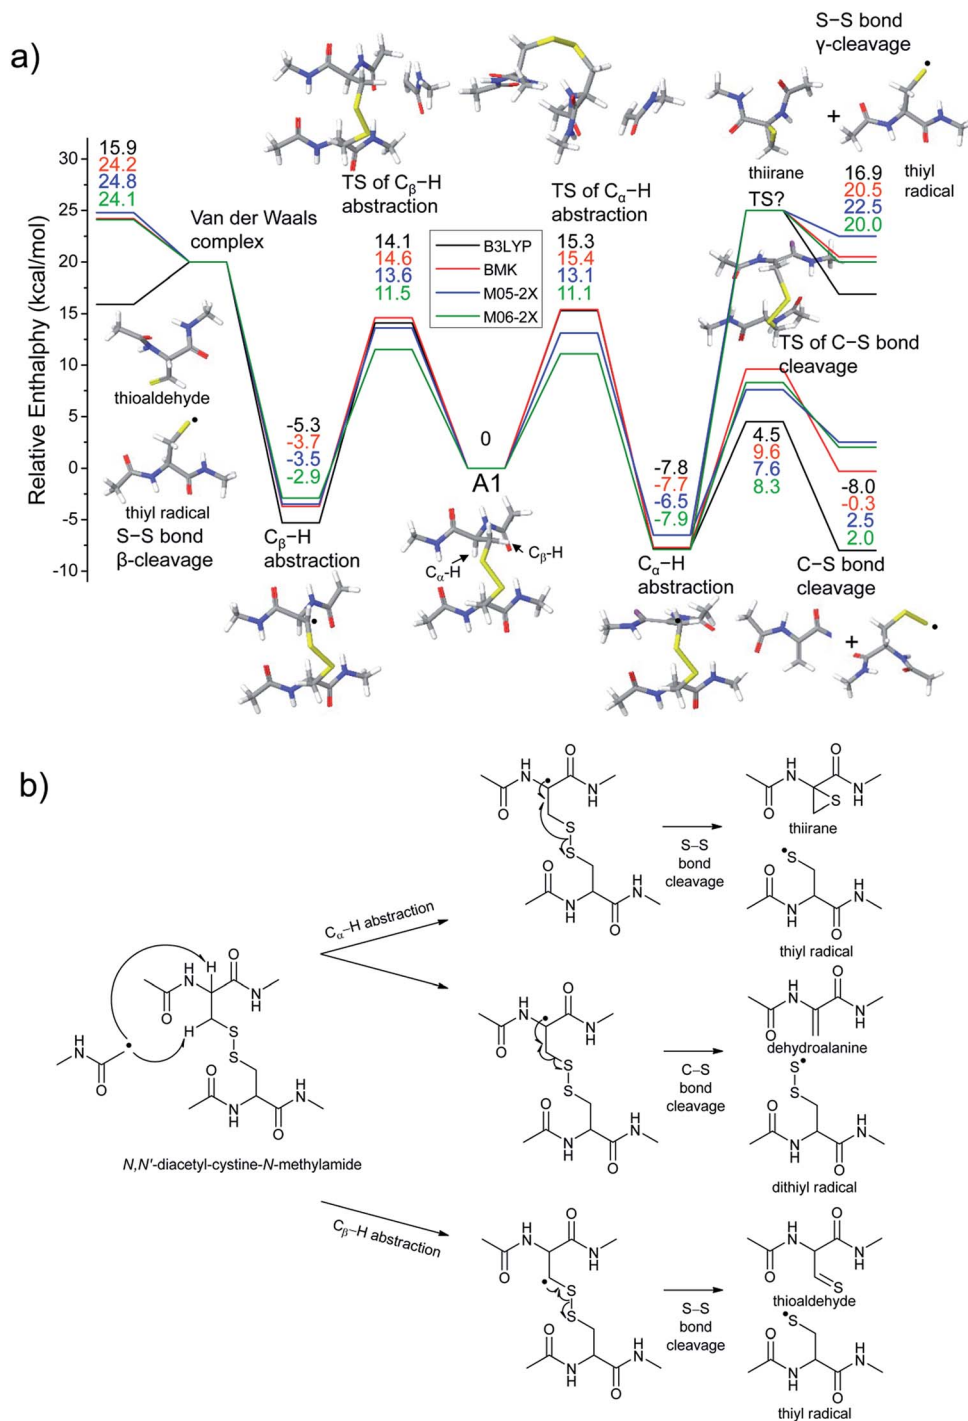 a)
S–S bond
γ-cleavage
thiirane
+
thiyl
radical
Relative Enthalphy (kcal/mol)
30
25
20
15
10
5
0
-5
-10
15.9
24.2
24.8
24.1
Van der Waals
complex
TS of Cβ–H
abstraction
14.1
14.6
13.6
11.5
B3LYP
BMK
M05-2X
M06-2X
TS of Cα–H
abstraction
15.3
15.4
13.1
11.1
TS?
16.9
20.5
22.5
20.0
thioaldehyde
thiyl radical
S–S bond
β-cleavage
-5.3
-3.7
-3.5
-2.9
Cβ–H
abstraction
0
A1
Cα-H
Cβ-H
-7.8
-7.7
-6.5
-7.9
Cα–H
abstraction
TS of C–S bond
cleavage
4.5
9.6
7.6
8.3
-8.0
-0.3
2.5
2.0
C–S bond
cleavage
+
b)
Cα–H abstraction
N,N'-diacetyl-cystine-N-methylamide
Cβ–H abstraction
S–S
bond
cleavage
thiirane
thiyl radical
C–S
bond
cleavage
dehydroalanine
dithiyl radical
S–S
bond
cleavage
thioaldehyde
thiyl radical